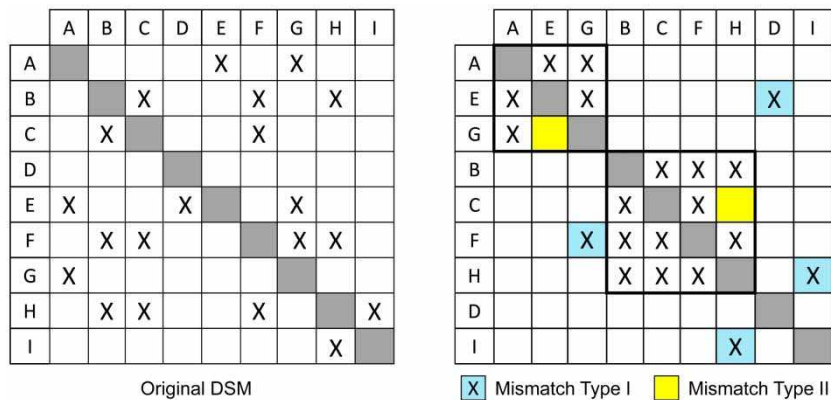 A B C D E F G H I
A X X
B X X X
C X X
D
E X X X
F X X X X
G X
H X X X X
I X
Original DSM
A E G B C F H D I
A X X
E X X X
G X
B X X X
C X X
F X X X X
H X X X X
D
I X
X Mismatch Type I Mismatch Type II